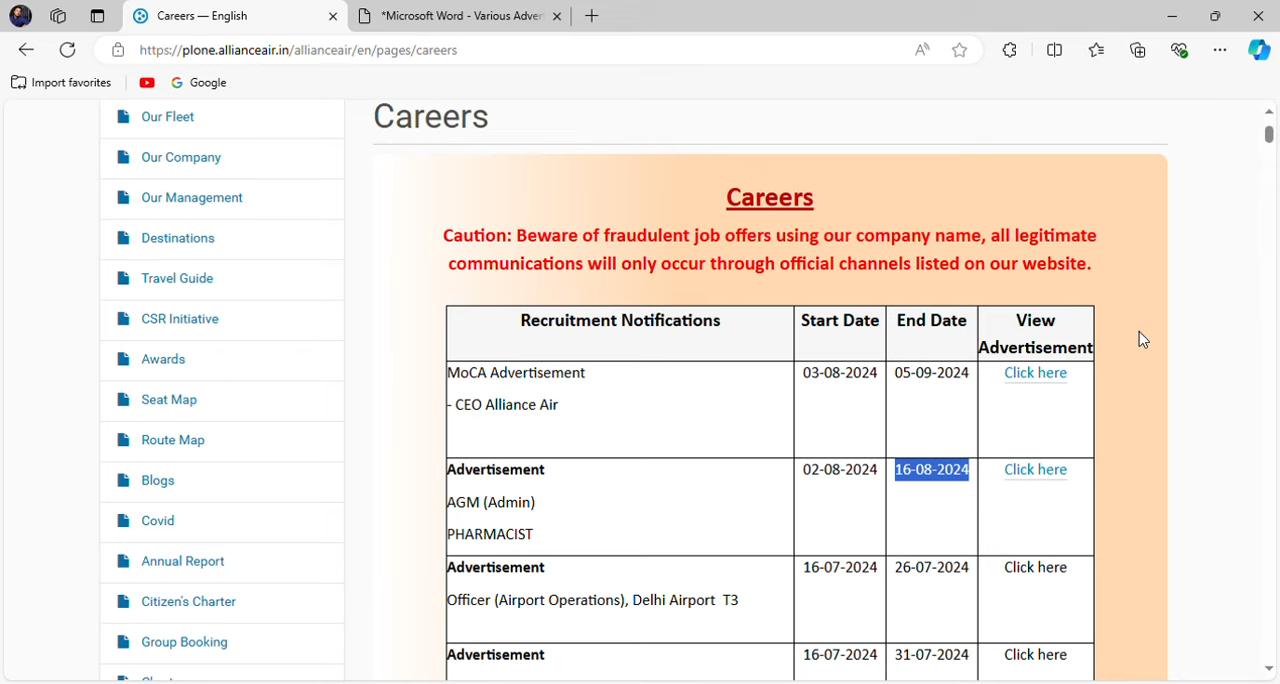 Careers — English
*Microsoft Word - Various Adver
https://plone.allianceair.in/allianceair/en/pages/careers
Import favorites
Google
Our Fleet
Our Company
Our Management
Destinations
Travel Guide
CSR Initiative
Awards
Seat Map
Route Map
Blogs
Covid
Annual Report
Citizen's Charter
Group Booking
Careers
Careers
Caution: Beware of fraudulent job offers using our company name, all legitimate
communications will only occur through official channels listed on our website.
Recruitment Notifications Start Date End Date View
Advertisement
MoCA Advertisement 03-08-2024 05-09-2024 Click here
- CEO Alliance Air
Advertisement 02-08-2024 16-08-2024 Click here
AGM (Admin)
PHARMACIST
Advertisement 16-07-2024 26-07-2024 Click here
Officer (Airport Operations), Delhi Airport T3
Advertisement 16-07-2024 31-07-2024 Click here